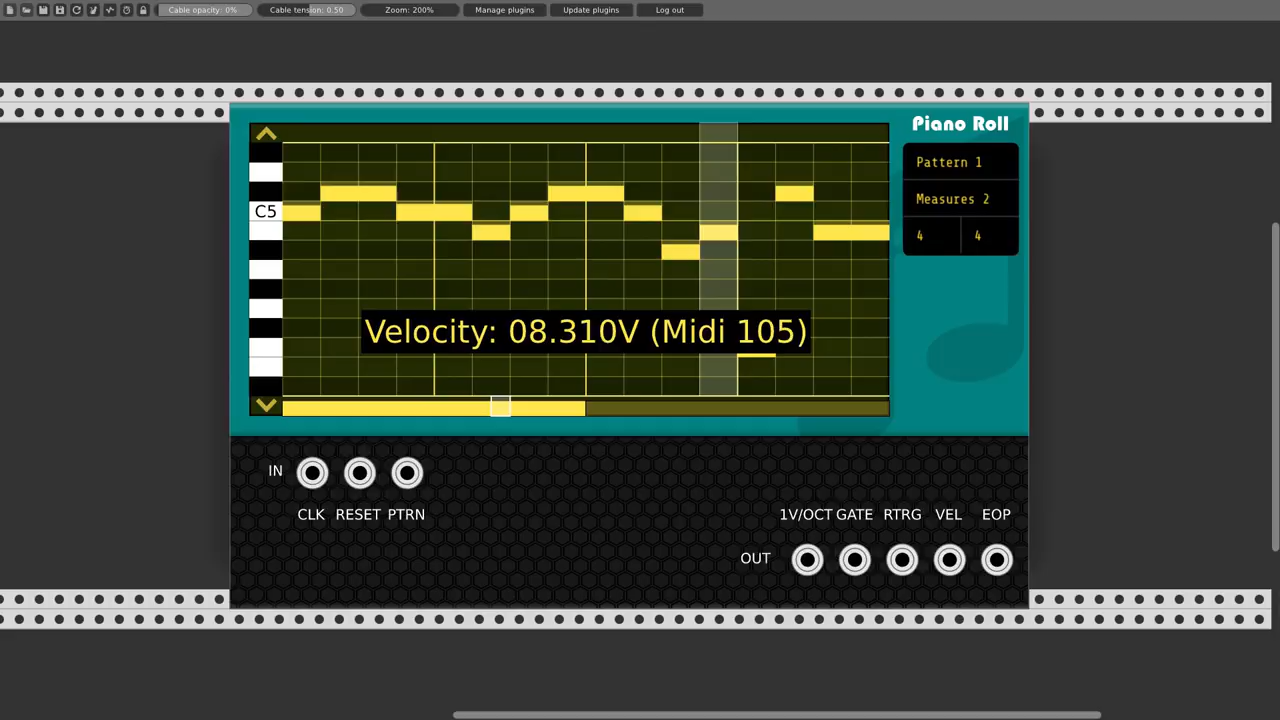 Cable opacity: 0% Cable tension: 0.50 Zoom: 200% Manage plugins Update plugins Log out
Piano Roll
Pattern 1
Measures 2
4 4
C5
Velocity: 08.310V (Midi 105)
IN
CLK RESET PTRN
1V/OCT GATE RTRG VEL EOP
OUT